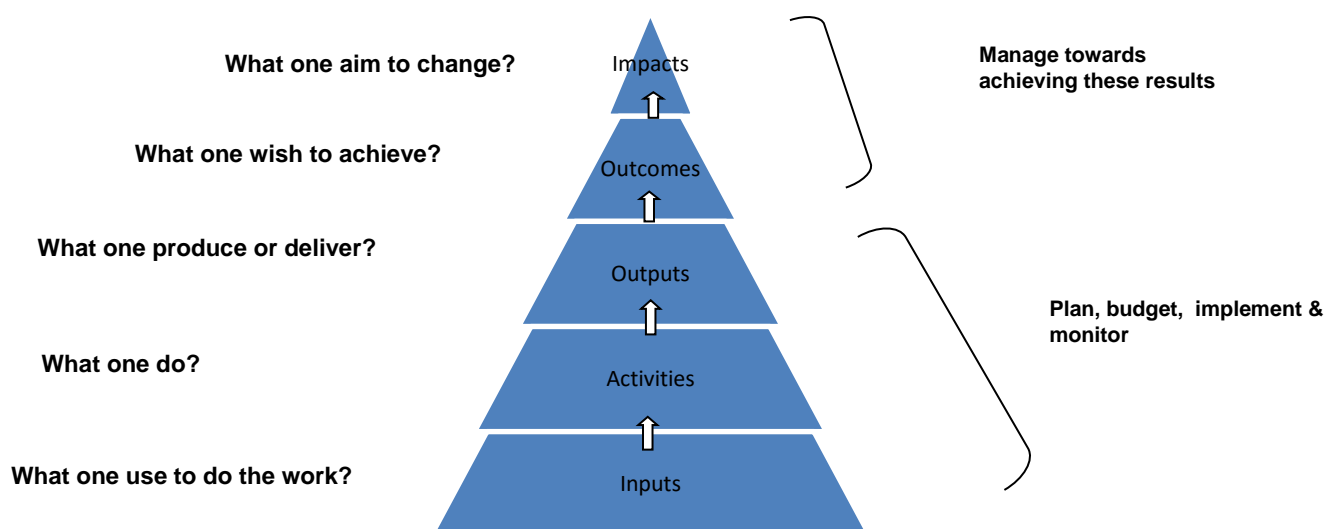 What one aim to change?
Impacts
Manage towards
achieving these results
What one wish to achieve?
Outcomes
What one produce or deliver?
Outputs
Plan, budget, implement &
monitor
What one do?
Activities
What one use to do the work?
Inputs